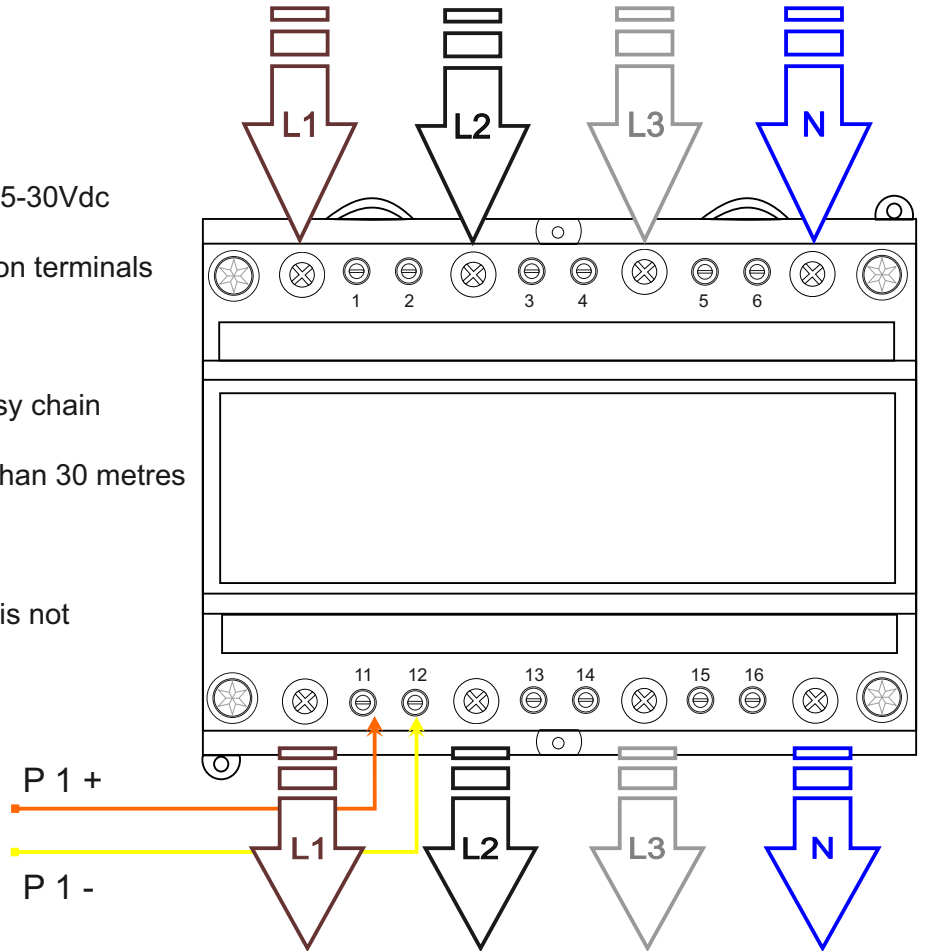 L1 L2 L3 N
5-30Vdc
on terminals
1 2 3 4 5 6
sy chain
han 30 metres
is not
11 12 13 14 15 16
P 1 +
L1 L2 L3 N
P 1 -